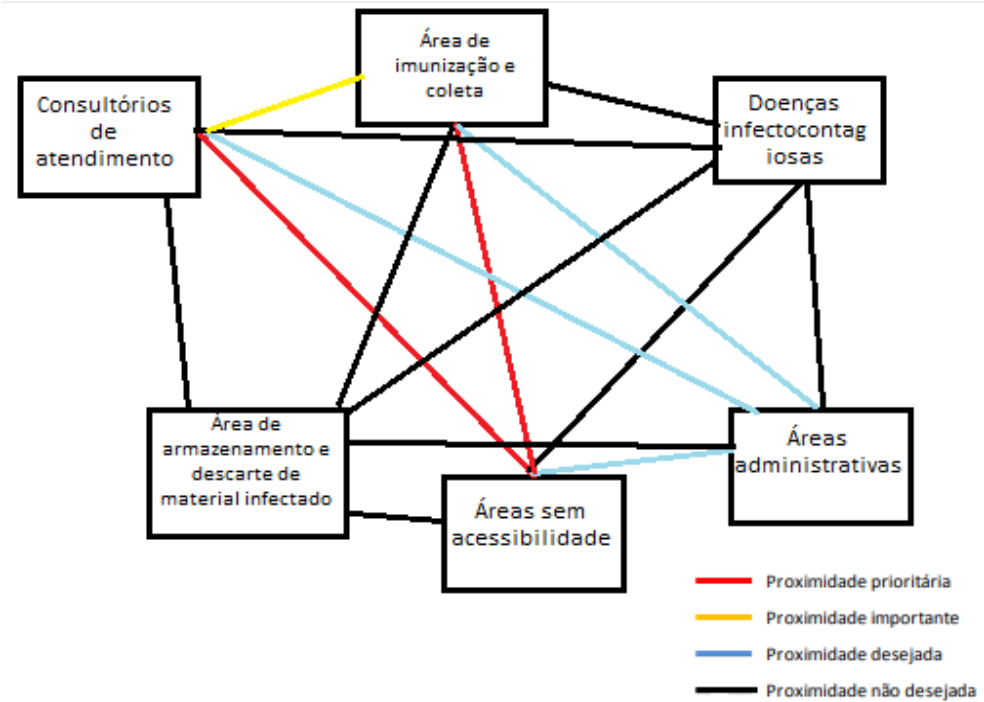 Área de
imunização e
coleta
Consultórios
de
atendimento
Doenças
infectocontag
iosas
Área de
armazenamento e
descarte de
material infectado
Áreas sem
acessibilidade
Áreas
administrativas
Proximidade prioritária
Proximidade importante
Proximidade desejada
Proximidade não desejada